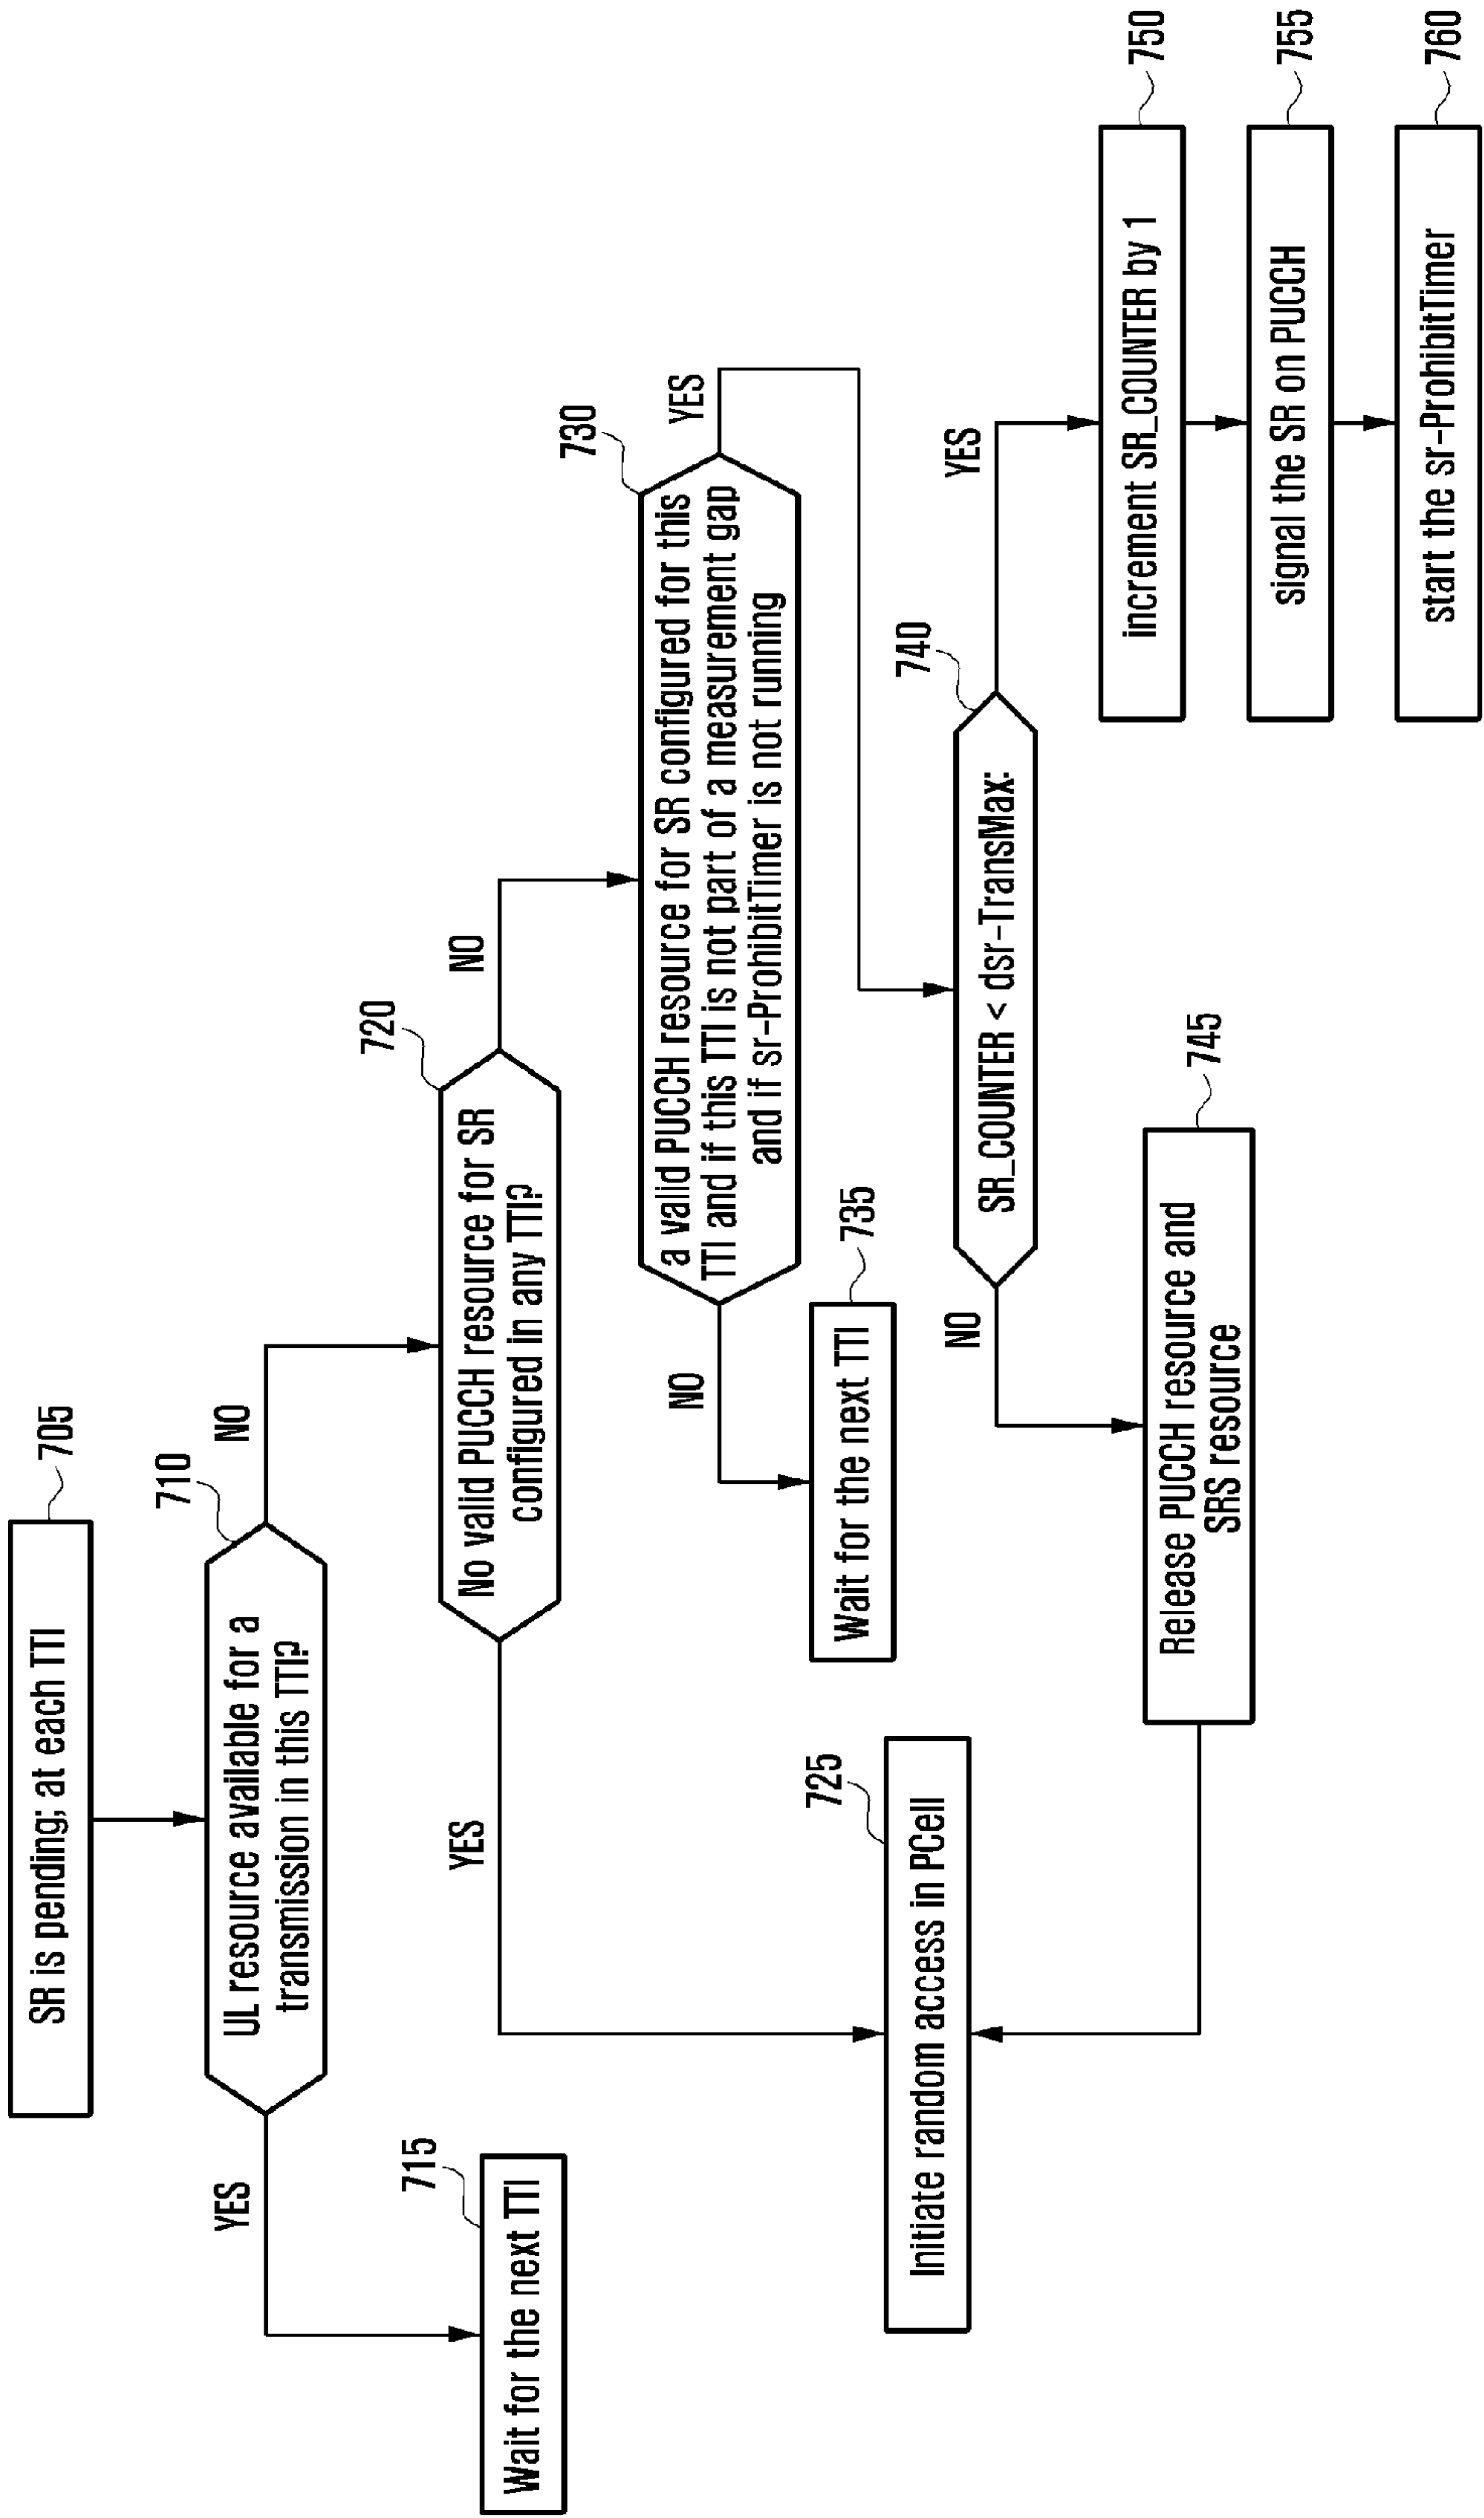 SR is pending; at each TTI
705
710
UL resource available for a
transmission in this TTI?
YES
NO
715
Wait for the next TTI
720
No valid PUCCH resource for SR
configured in any TTI?
YES
NO
725
Initiate random access in PCell
730
a valid PUCCH resource for SR configured for this
TTI and if this TTI is not part of a measurement gap
and if sr-ProhibitTimer is not running
NO
YES
735
Wait for the next TTI
740
SR_COUNTER < dsr-TransMax:
NO
YES
745
Release PUCCH resource and
SRS resource
increment SR_COUNTER by 1
750
signal the SR on PUCCH
755
start the sr-ProhibitTimer
760